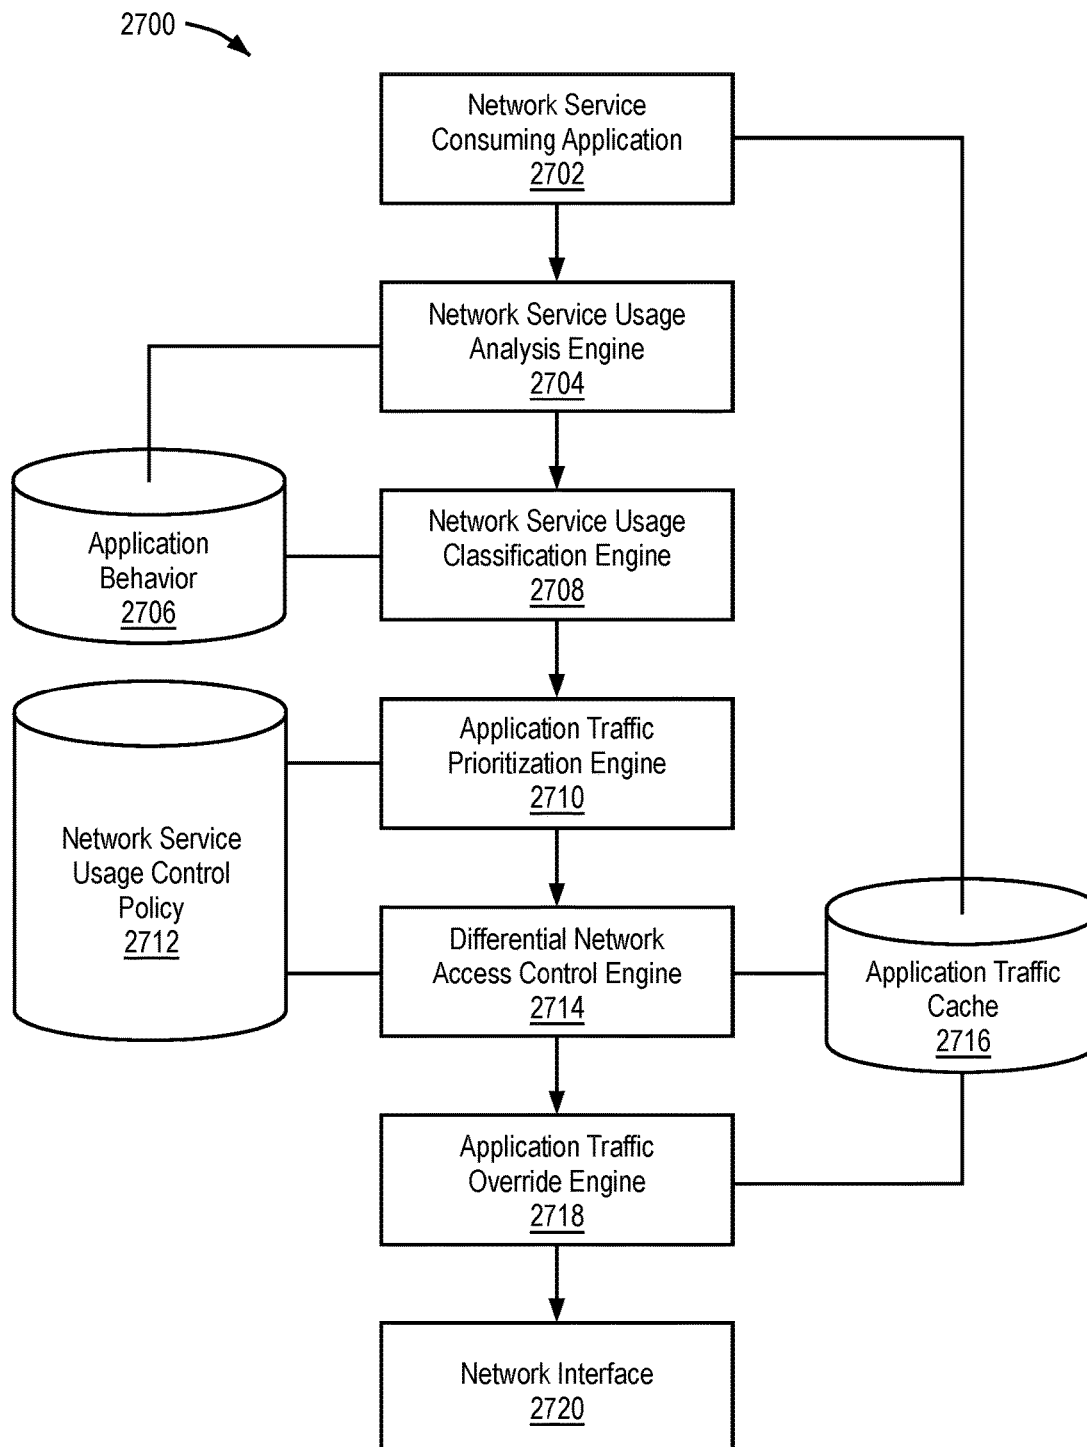 2700
Network Service
Consuming Application
2702
Network Service Usage
Analysis Engine
2704
Application
Behavior
2706
Network Service Usage
Classification Engine
2708
Application Traffic
Prioritization Engine
2710
Network Service
Usage Control
Policy
2712
Differential Network
Access Control Engine
2714
Application Traffic
Cache
2716
Application Traffic
Override Engine
2718
Network Interface
2720